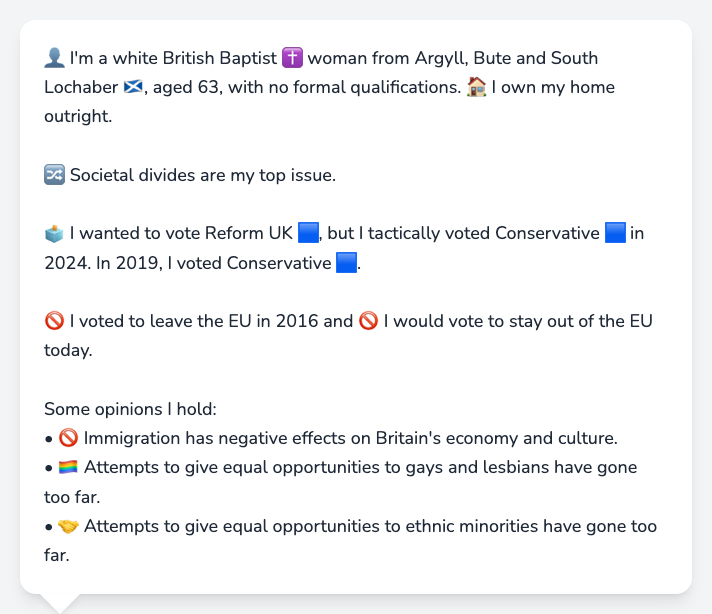 👤 I'm a white British Baptist ✝️ woman from Argyll, Bute and South
Lochaber 🏴󠁧󠁢󠁳󠁣󠁴󠁿, aged 63, with no formal qualifications. 🏠 I own my home
outright.
🔀 Societal divides are my top issue.
🗳️ I wanted to vote Reform UK 🟦, but I tactically voted Conservative 🟦 in
2024. In 2019, I voted Conservative 🟦.
🚫 I voted to leave the EU in 2016 and 🚫 I would vote to stay out of the EU
today.
Some opinions I hold:
• 🚫 Immigration has negative effects on Britain's economy and culture.
• 🏳️‍🌈 Attempts to give equal opportunities to gays and lesbians have gone
too far.
• 🤝 Attempts to give equal opportunities to ethnic minorities have gone too
far.